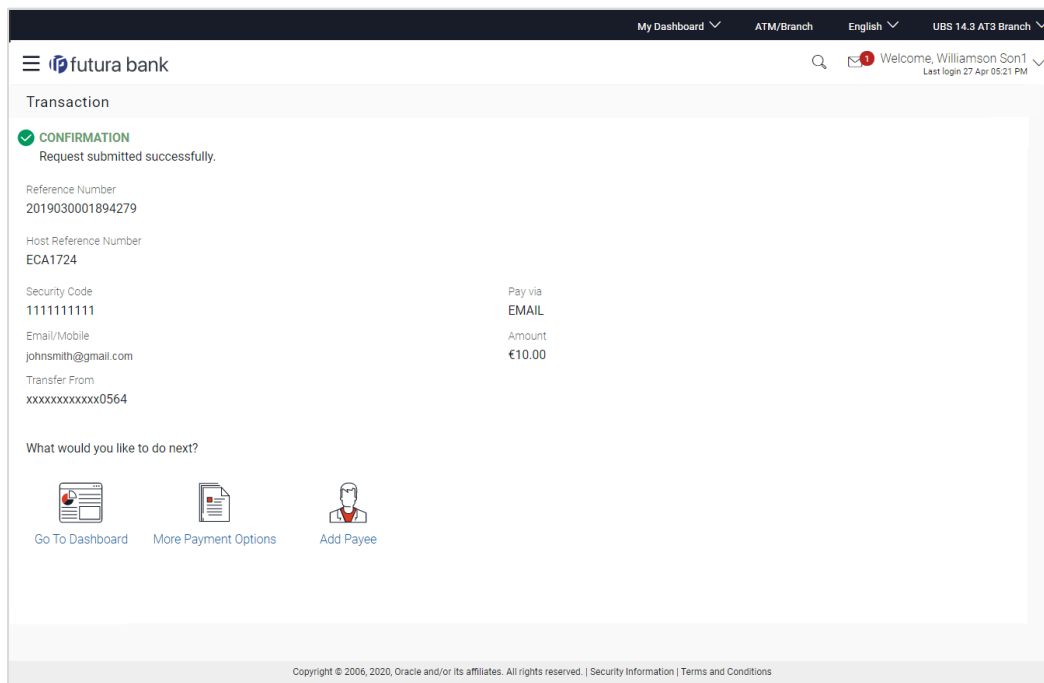 My Dashboard ATM/Branch English UBS 14.3 AT3 Branch
futura bank
1 Welcome, Williamson Son1
Last login 27 Apr 05:21 PM
Transaction
CONFIRMATION
Request submitted successfully.
Reference Number
2019030001894279
Host Reference Number
ECA1724
Security Code Pay via
1111111111 EMAIL
Email/Mobile Amount
johnsmith@gmail.com €10.00
Transfer From
xxxxxxxxxxxx0564
What would you like to do next?
Go To Dashboard More Payment Options Add Payee
Copyright © 2006, 2020, Oracle and/or its affiliates. All rights reserved. | Security Information | Terms and Conditions